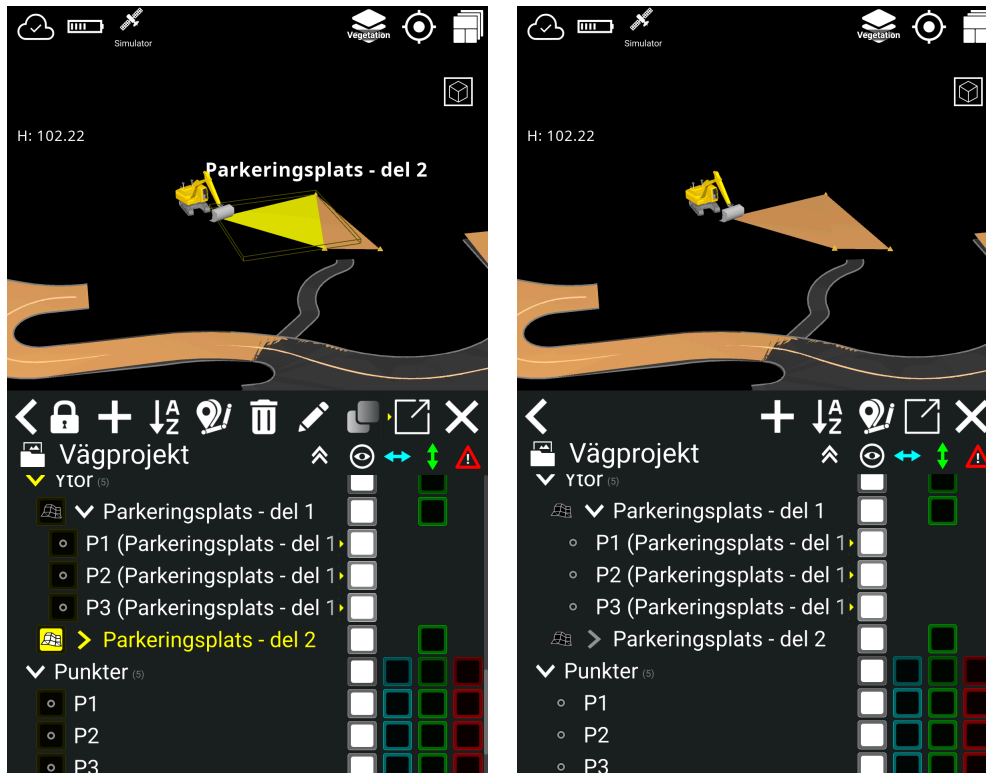 Simulator
Vegetation
H: 102.22
Parkeringsplats - del 2
A
Z
Vägprojekt
Ytor (5)
Parkeringsplats - del 1
P1 (Parkeringsplats - del 1
P2 (Parkeringsplats - del 1
P3 (Parkeringsplats - del 1
Parkeringsplats - del 2
Punkter (5)
P1
P2
P3
Simulator
Vegetation
H: 102.22
A
Z
Vägprojekt
Ytor (5)
Parkeringsplats - del 1
P1 (Parkeringsplats - del 1
P2 (Parkeringsplats - del 1
P3 (Parkeringsplats - del 1
Parkeringsplats - del 2
Punkter (5)
P1
P2
P3